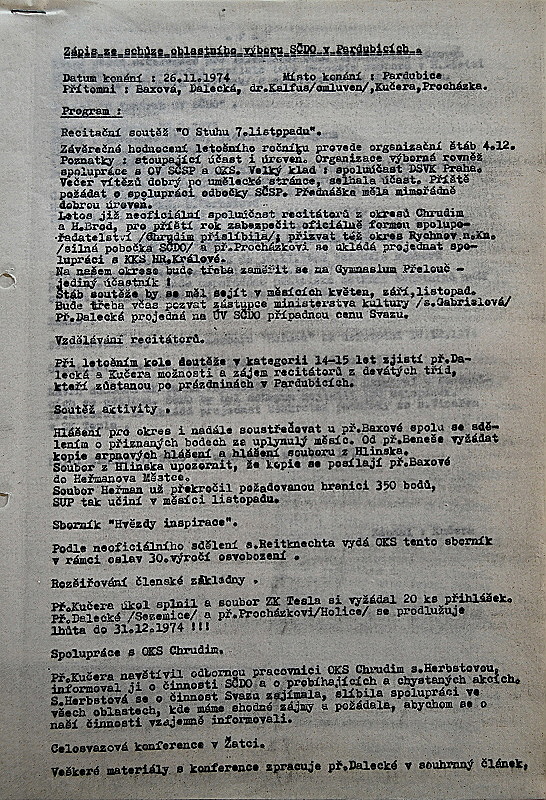 Zápis ze schůze oblastního výboru SČDO v Pardubicích.
Datum konání : 26.11.1974 Místo konání : Pardubice
Přítomni : Baxová, Dalecká, dr.Kalfus/omluven/,Kučera,Procházka.
Program :
Recitační soutěž "O Stuhu 7.listopadu".
Závěrečné hodnocení letošního ročníku provede organizační štáb 4.12.
Poznatky : stoupající účast i úroveň. Organizace výborná rovněž
spolupráce s OV SČSP a OKS. Velký klad : spoluúčast DSVK Praha.
Večer vítězů dobrý po umělecké stránce, selhala účast. Příště
požádat o spolupráci odbočky SČSP. Přednáška měla mimořádně
dobrou úroveň.
Letos již neoficiální spoluúčast recitátorů z okresů Chrudim
a H.Brod, pro příští rok zabezpečit oficiálně formou spolupo-
řadatelství /Chrudim přislíbila/; přizvat též okres Rychnov n.Kn.
/silná pobočka SČDO/a př.Procházkovi se ukládá projednat spo-
lupráci s KKS HR.Králové.
Na našem okrese bude třeba zaměřit se na Gymnasium Přelouč -
jediný účastník !
Štáb soutěže by se měl sejít v měsících květen, září,listopad.
Bude třeba včas pozvat zástupce ministerstva kultury /s.Gabrielová/
Př.Dalecká projedná na ÚV SČDO případnou cenu Svazu.
Vzdělávání recitátorů.
Při letošním kole soutěže v kategorii 14-15 let zjistí př.Da-
lecká a Kučera možnosti a zájem recitátorů z devátých tříd,
kteří zůstanou po prázdninách v Pardubicích.
Soutěž aktivity .
Hlášení pro okres i nadále soustřeďovat u př.Baxové spolu se sdě-
lením o přiznaných bodech za uplynulý měsíc. Od př.Beneše vyžádat
kopie srpnových hlášení a hlášení souboru z Hlinska.
Soubor z Hlinska upozornit, že kopie se posílají př.Baxové
do Heřmanova Městce.
Soubor Heřman už překročil požadovanou hranici 350 bodů,
SUP tak učiní v měsíci listopadu.
Sborník "Hvězdy inspirace".
Podle neoficiálního sdělení s.Reitknechta vydá OKS tento sborník
v rámci oslav 30.výročí osvobození .
Rozšiřování členské základny .
Př.Kučera úkol splnil a soubor ZK Tesla si vyžádal 20 ks přihlášek.
Př.Dalecké /Sezemice/ a př.Procházkovi/Holice/ se prodlužuje
lhůta do 31.12.1974 !!!
Spolupráce s OKS Chrudim.
Př.Kučera navštívil odbornou pracovnici OKS Chrudim s.Herbstovou,
informoval ji o činnosti SČDO a o probíhajících a chystaných akcích.
S.Herbstová se o činnost Svazu zajímala, slíbila spolupráci ve
všech oblastech, kde máme shodné zájmy a požádala, abychom se o
naší činnosti vzájemně informovali.
Celosvazová konference v Žatci.
Veškeré materiály s konference zpracuje př.Dalecké v souhrnný článek,